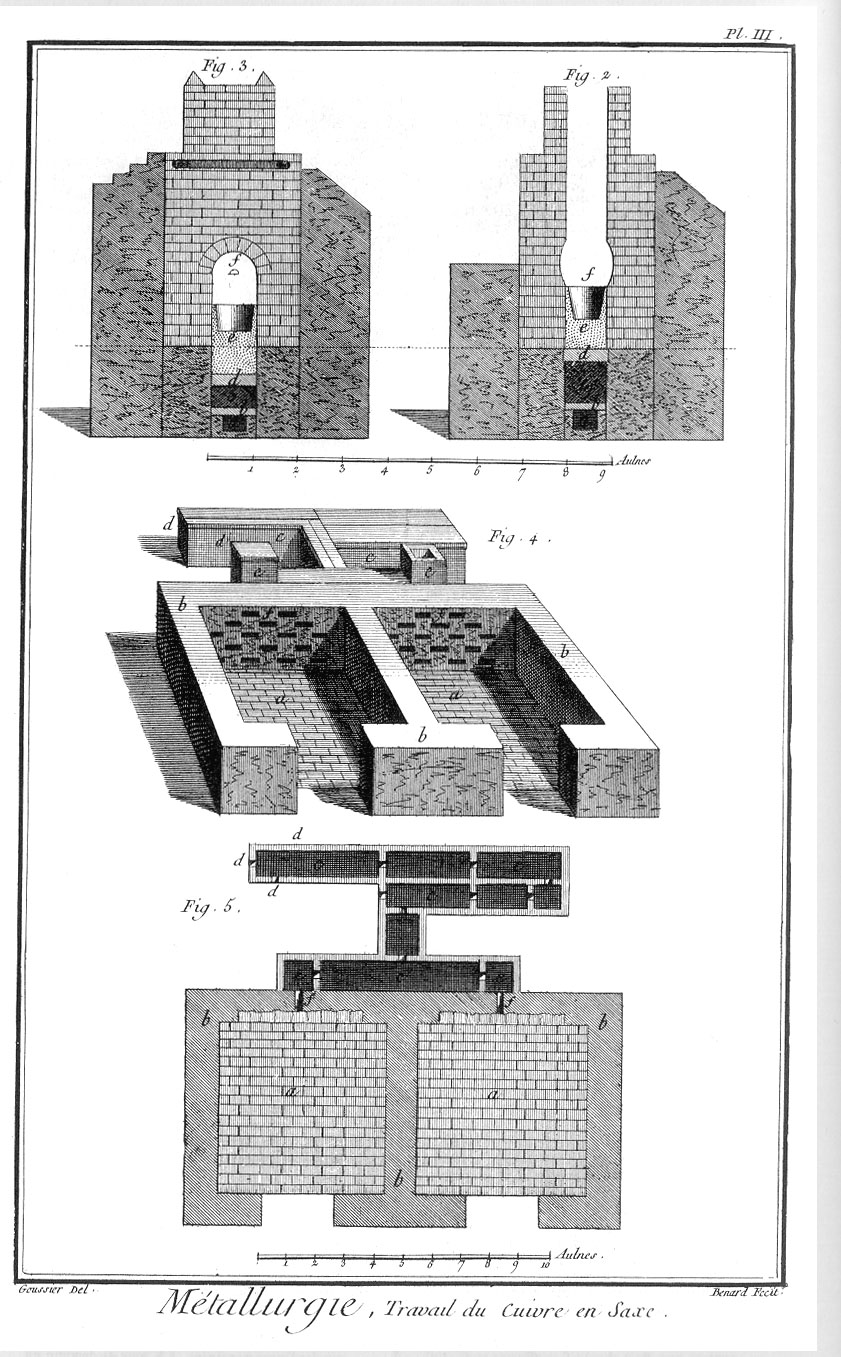 Pl. III.
Fig. 3.
Fig. 2.
f
f
e
e
d
d
1 2 3 4 5 6 7 8 9 Aulnes
Fig. 4.
d
d
c
c
e
e
b
f
f
b
a
a
b
d
d
d
Fig. 5.
f
f
b
b
a
a
b
1 2 3 4 5 6 7 8 9 10 Aulnes.
Goussier Del.
Benard Fecit
Métallurgie, Travail du Cuivre en Saxe.